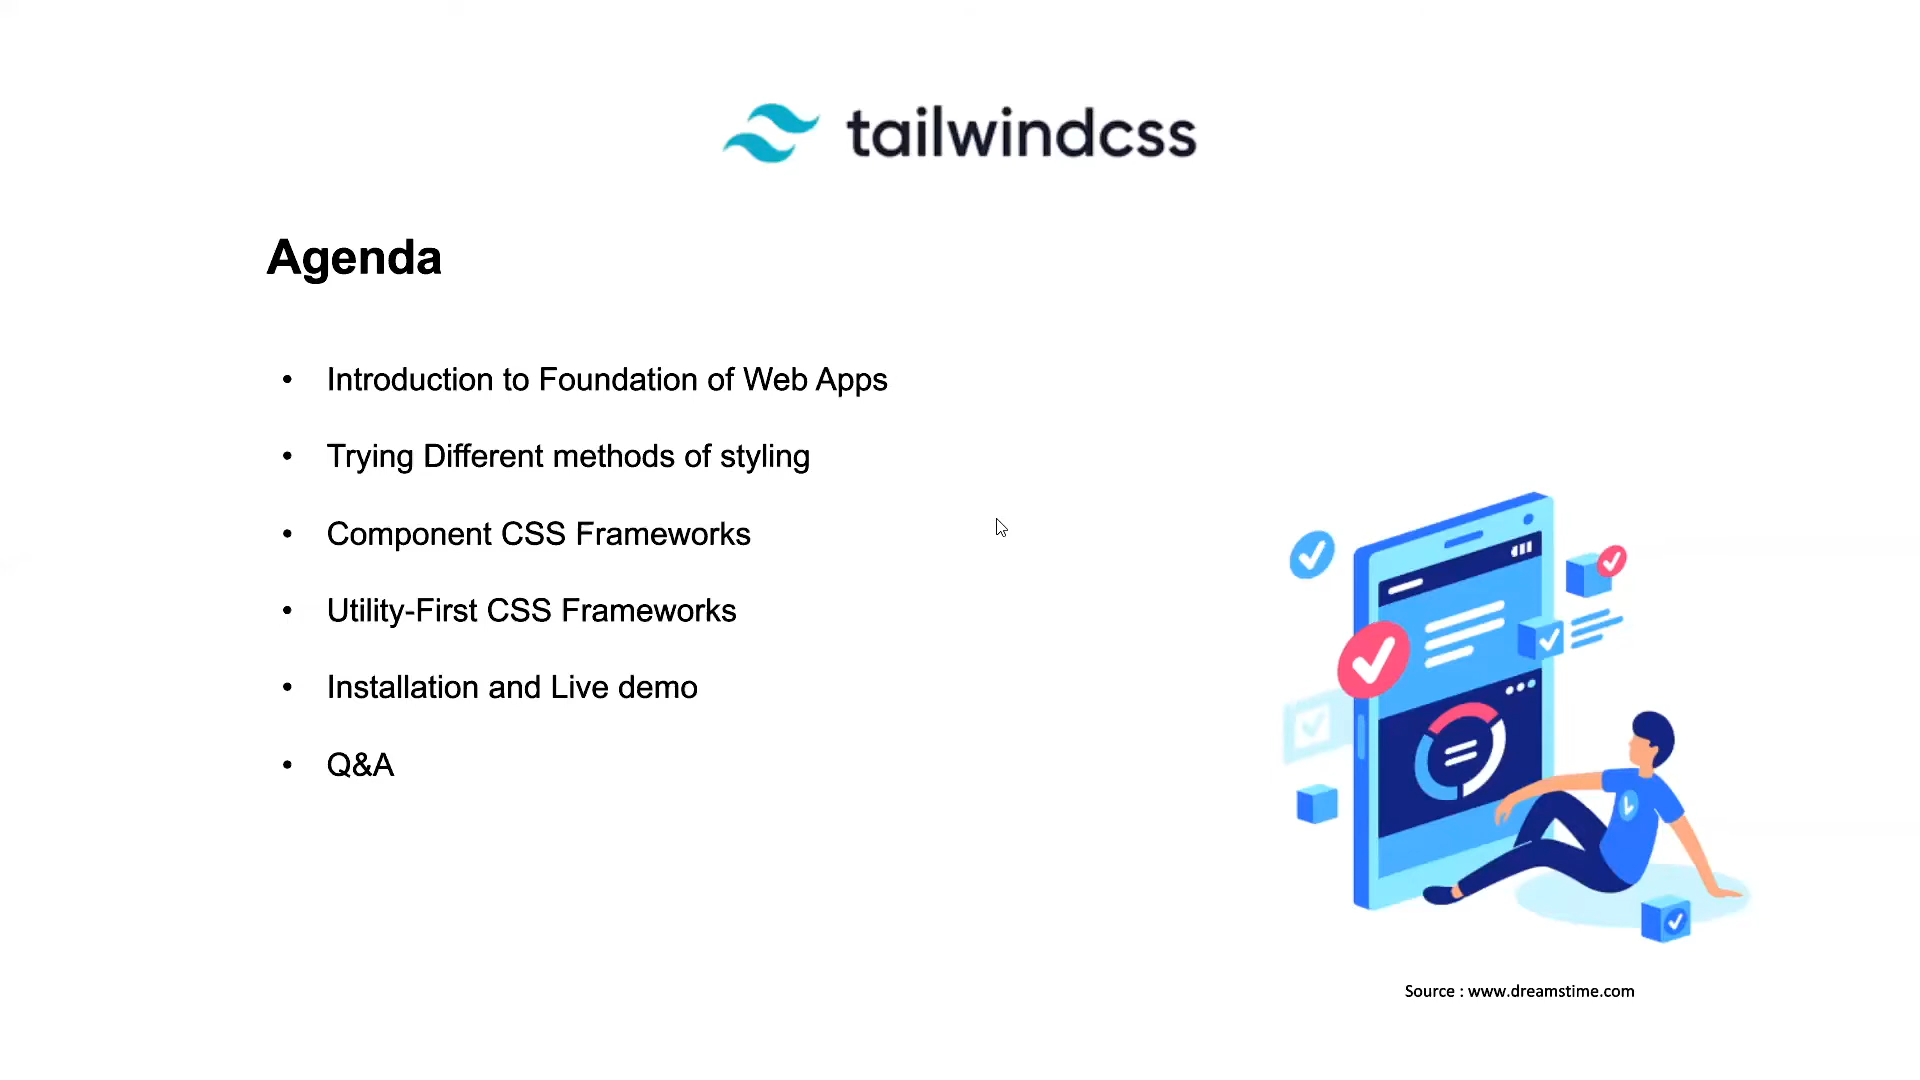 tailwindcss
Agenda
• Introduction to Foundation of Web Apps
• Trying Different methods of styling
• Component CSS Frameworks
• Utility-First CSS Frameworks
• Installation and Live demo
• Q&A
Source : www.dreamstime.com